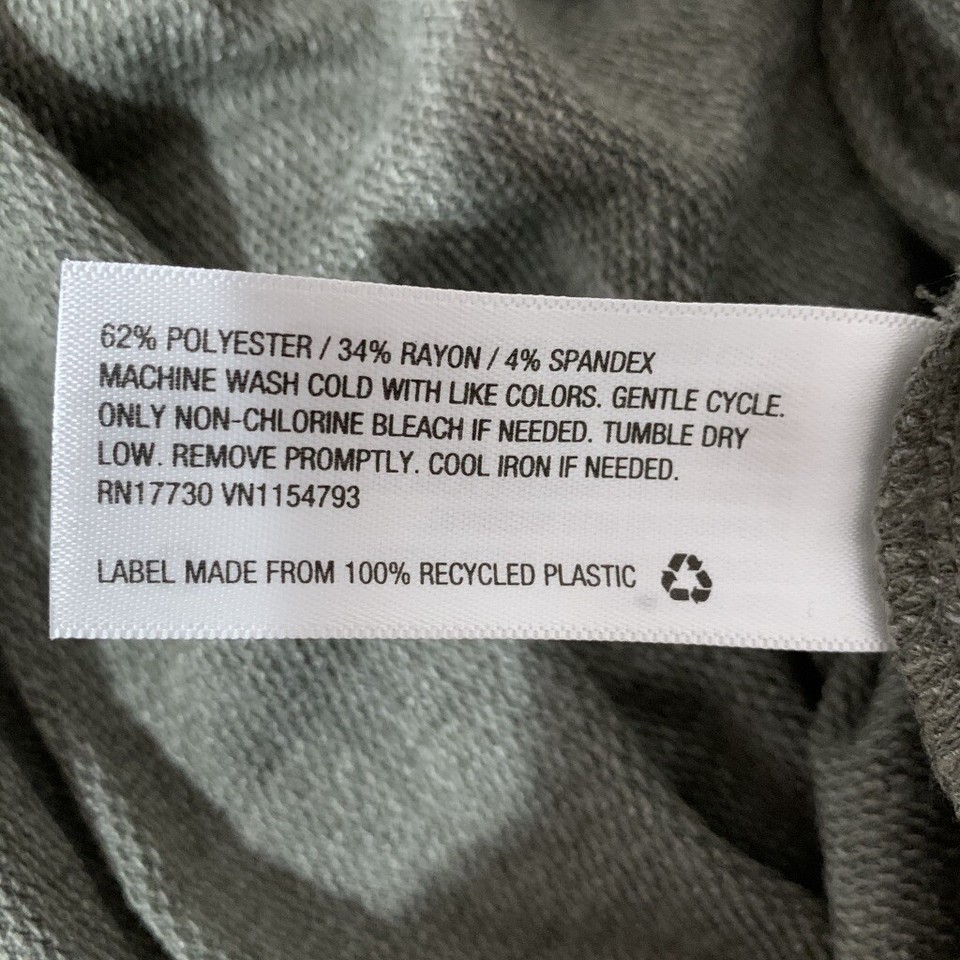 62% POLYESTER / 34% RAYON / 4% SPANDEX
MACHINE WASH COLD WITH LIKE COLORS. GENTLE CYCLE.
ONLY NON-CHLORINE BLEACH IF NEEDED. TUMBLE DRY
LOW. REMOVE PROMPTLY. COOL IRON IF NEEDED.
RN17730 VN1154793
LABEL MADE FROM 100% RECYCLED PLASTIC